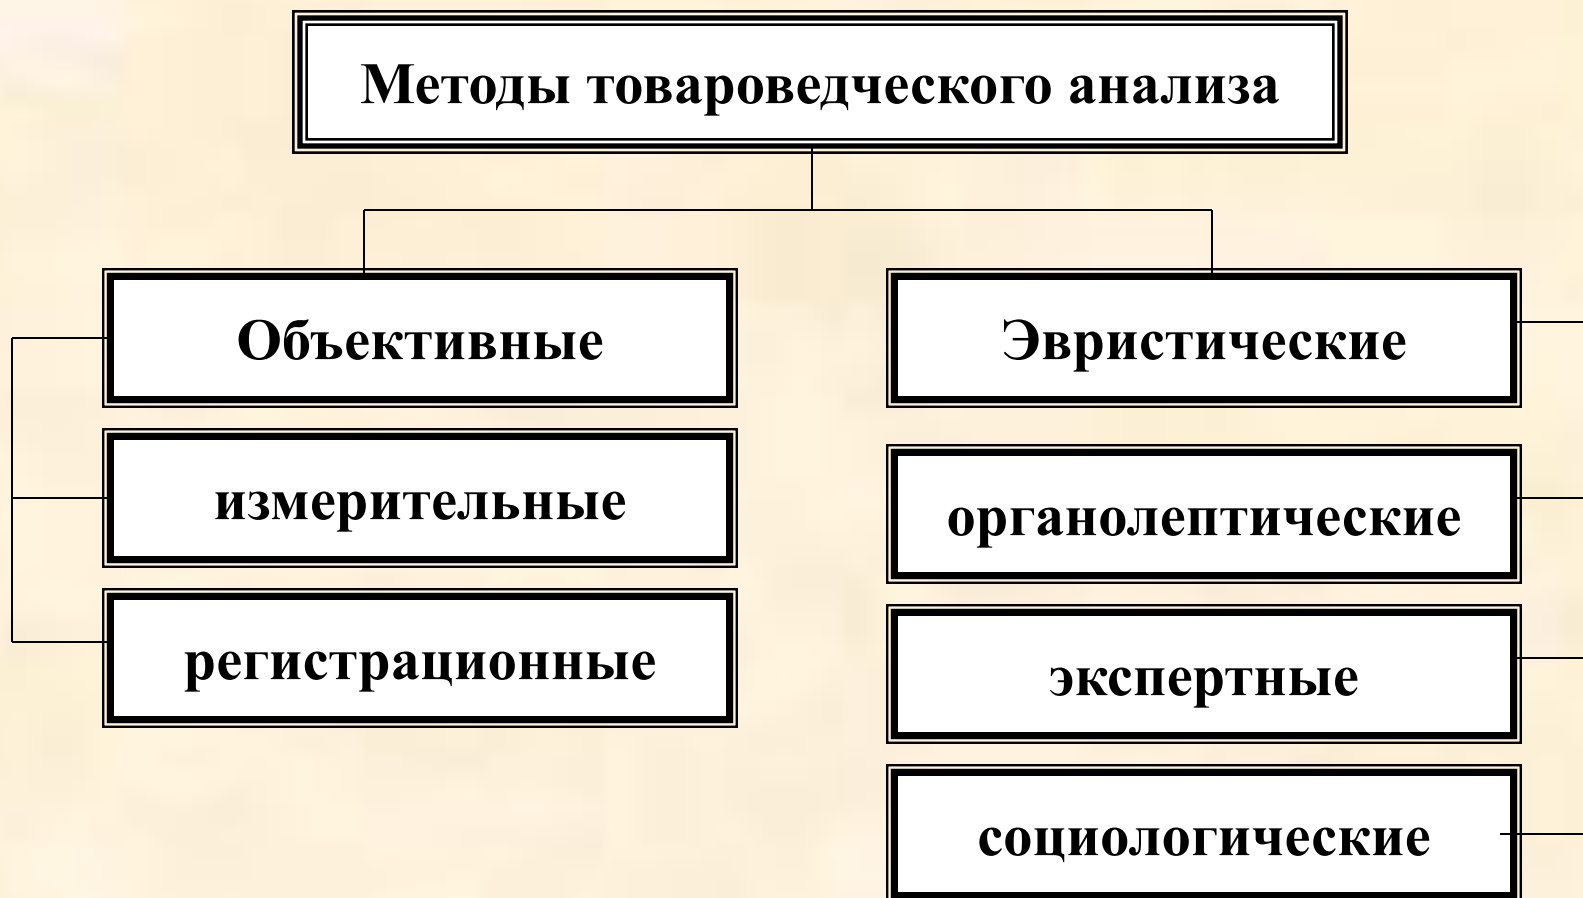 Методы товароведческого анализа
Объективные
измерительные
регистрационные
Эвристические
органолептические
экспертные
социологические